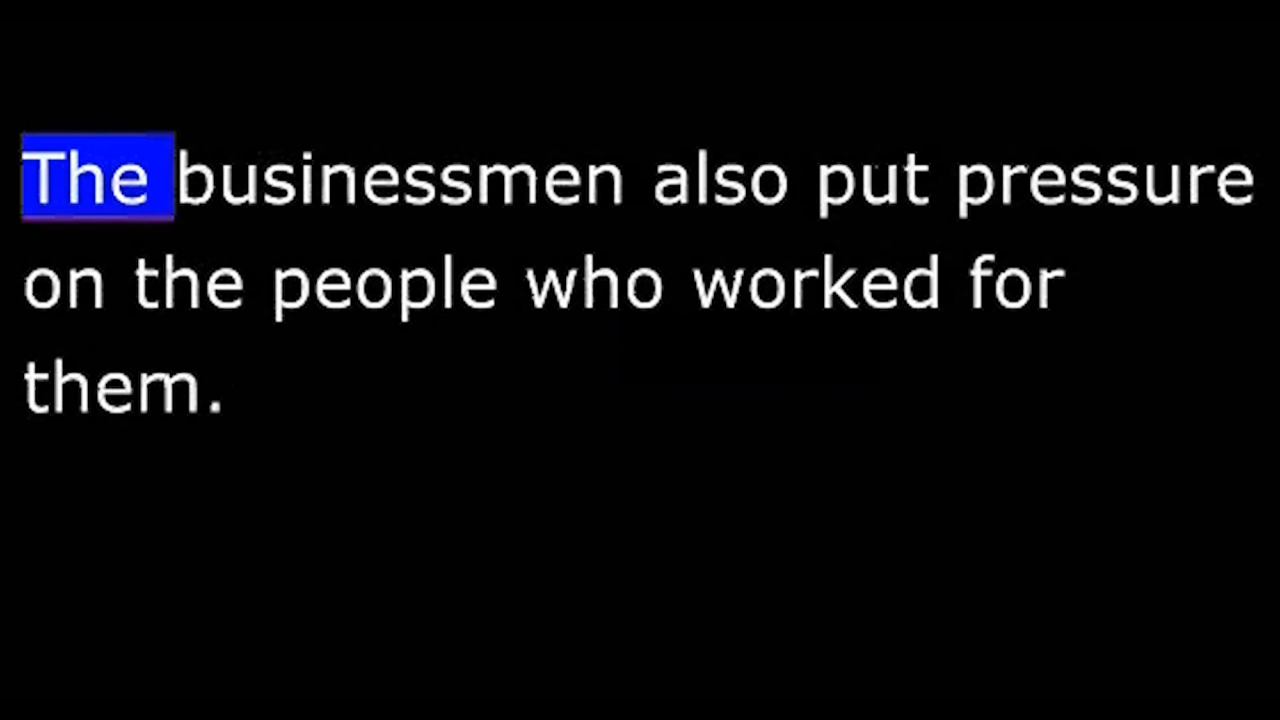 The businessmen also put pressure
on the people who worked for
them.